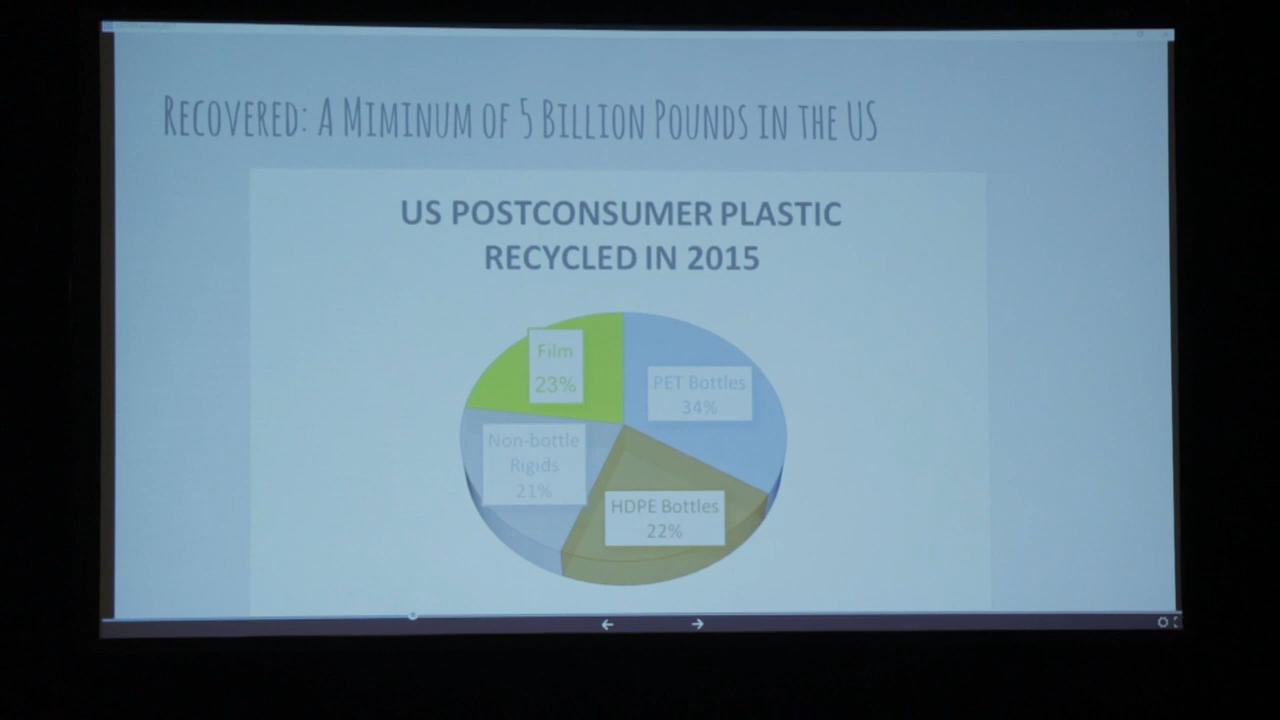 RECOVERED: A MIMINUM OF 5 BILLION POUNDS IN THE US
US POSTCONSUMER PLASTIC
RECYCLED IN 2015
Film
23%
PET Bottles
34%
Non-bottle
Rigids
21%
HDPE Bottles
22%